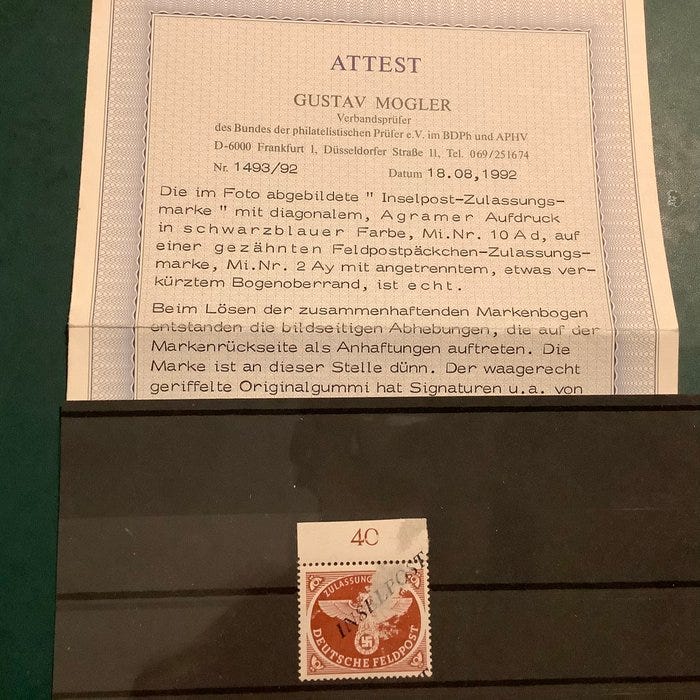 ATTEST
GUSTAV MOGLER
Verbandsprüfer
des Bundes der philatelistischen Prüfer e.V. im BDPh und APHV
D-6000 Frankfurt 1, Düsseldorfer Straße 11, Tel. 069/251674
Nr. 1493/92 Datum 18.08,1992
Die im Foto abgebildete " Inselpost-Zulassungs-
marke " mit diagonalem, Agramer Aufdruck
in schwarzblauer Farbe, Mi.Nr. 10 Ad, auf
einer gezähnten Feldpostpäckchen-Zulassungs-
marke, Mi.Nr. 2 Ay mit angetrenntem, etwas ver-
kürztem Bogenoberrand, ist echt.
Beim Lösen der zusammenhaftenden Markenbogen
entstanden die bildseitigen Abhebungen, die auf der
Markenrückseite als Anhaftungen auftreten. Die
Marke ist an dieser Stelle dünn. Der waagerecht
geriffelte Originalgummi hat Signaturen u.a. von
40
INSELPOST
DEUTSCHE FELDPOST